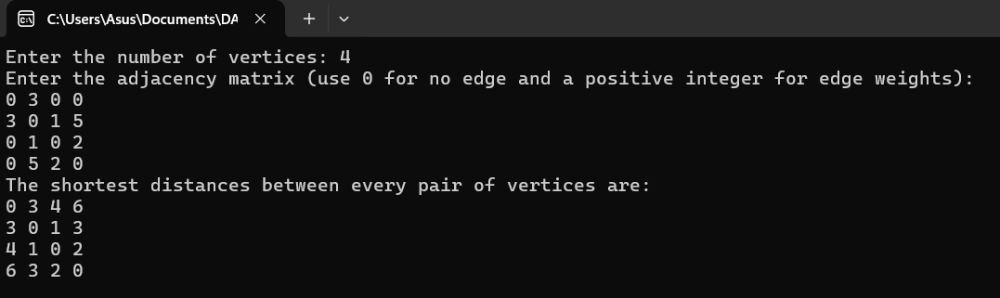 C:\Users\Asus\Documents\DA
Enter the number of vertices: 4
Enter the adjacency matrix (use 0 for no edge and a positive integer for edge weights):
0 3 0 0
3 0 1 5
0 1 0 2
0 5 2 0
The shortest distances between every pair of vertices are:
0 3 4 6
3 0 1 3
4 1 0 2
6 3 2 0